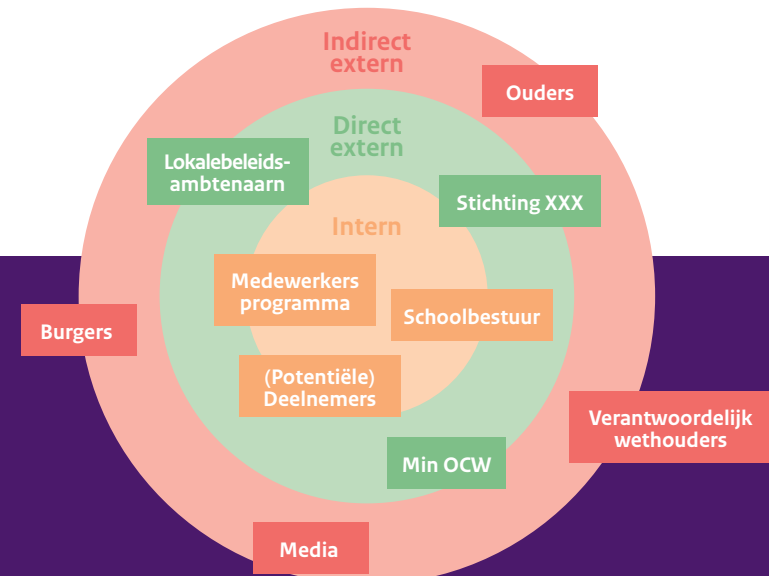 Indirect
extern
Ouders
Direct
extern
Lokalebeleids-
ambtenaarn
Stichting XXX
Intern
Medewerkers
programma
Schoolbestuur
Burgers
(Potentiële)
Deelnemers
Verantwoordelijk
wethouders
Min OCW
Media